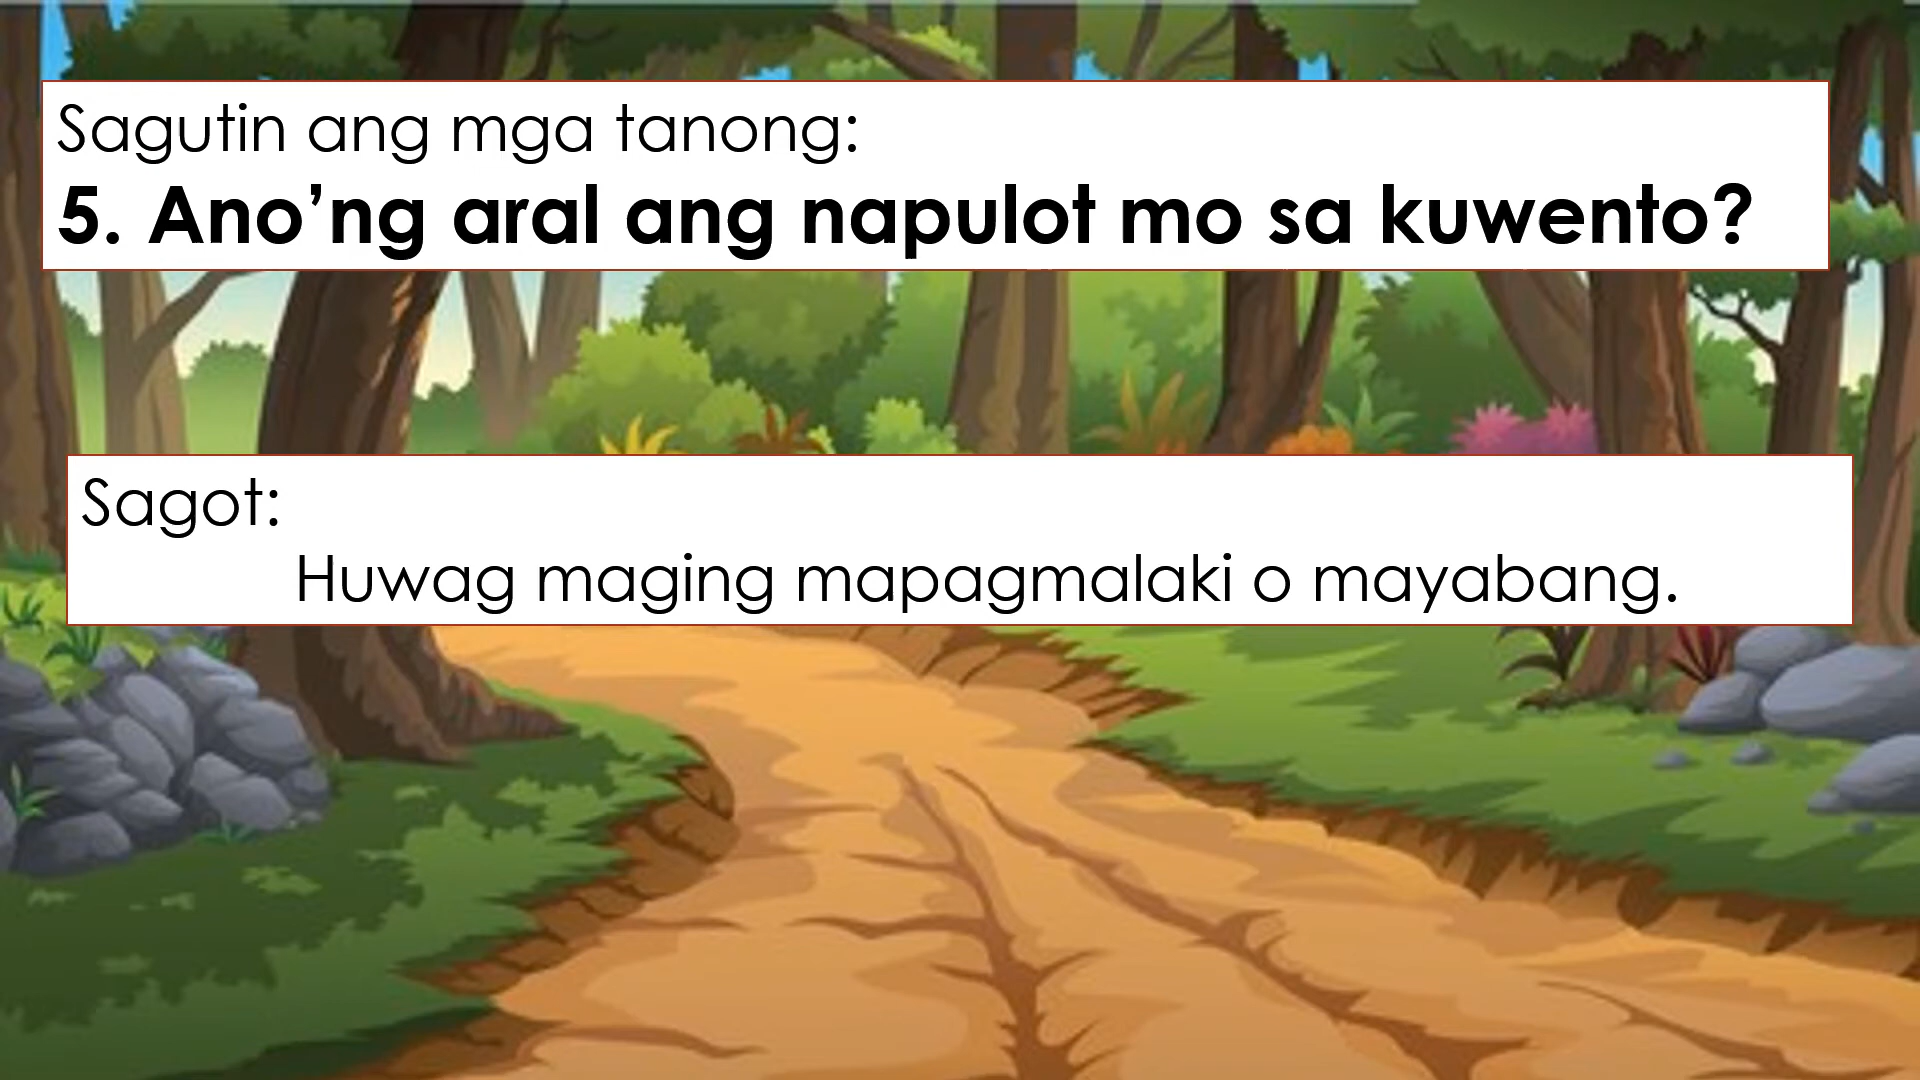 Sagutin ang mga tanong:
5. Ano’ng aral ang napulot mo sa kuwento?
Sagot:
Huwag maging mapagmalaki o mayabang.